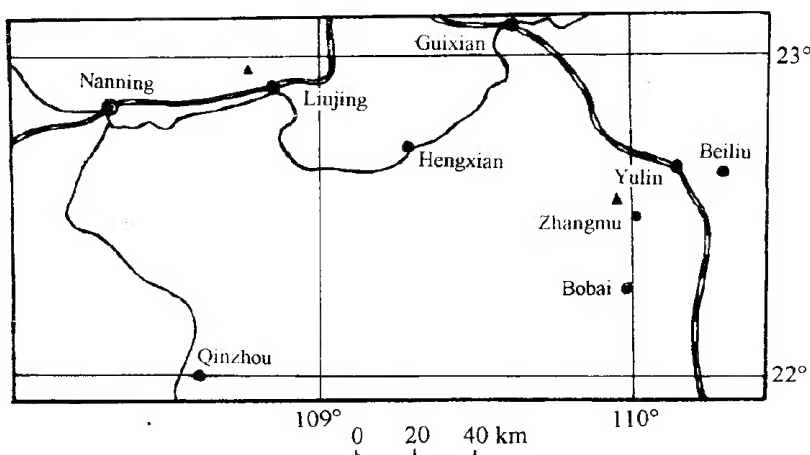 Guixian
23°
Nanning
Liujing
Hengxian
Beiliu
Yulin
Zhangmu
Bobai
Qinzhou
22°
109°
110°
0 20 40 km